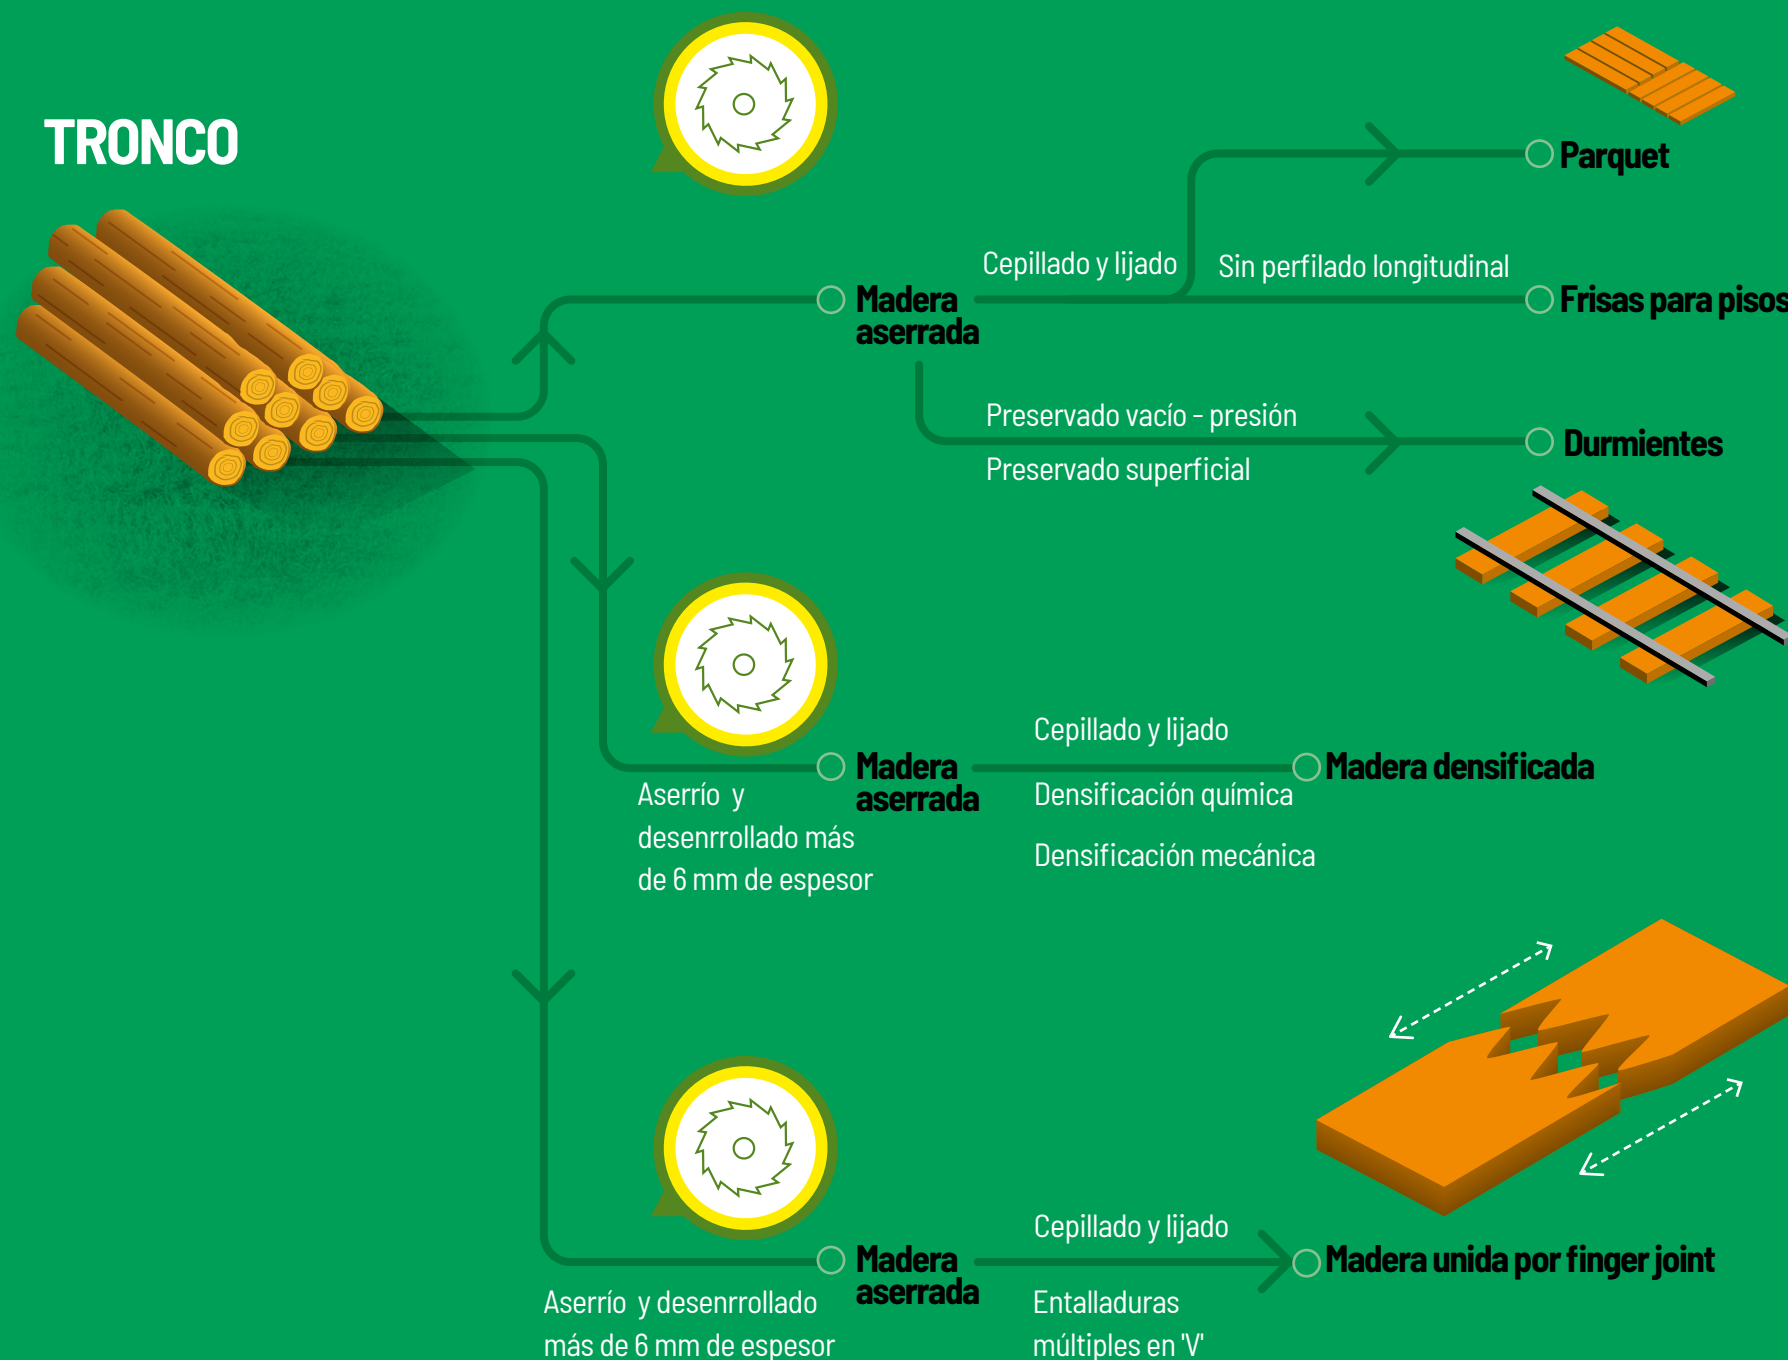 TRONCO
Parquet
Cepillado y lijado
Sin perfilado longitudinal
Madera
aserrada
Frisas para pisos
Preservado vacío - presión
Durmientes
Preservado superficial
Cepillado y lijado
Madera
aserrada
Madera densificada
Aserrío y
desenrrollado más
de 6 mm de espesor
Densificación química
Densificación mecánica
Cepillado y lijado
Madera
aserrada
Madera unida por finger joint
Aserrío y desenrrollado
más de 6 mm de espesor
Entalladuras
múltiples en 'V'